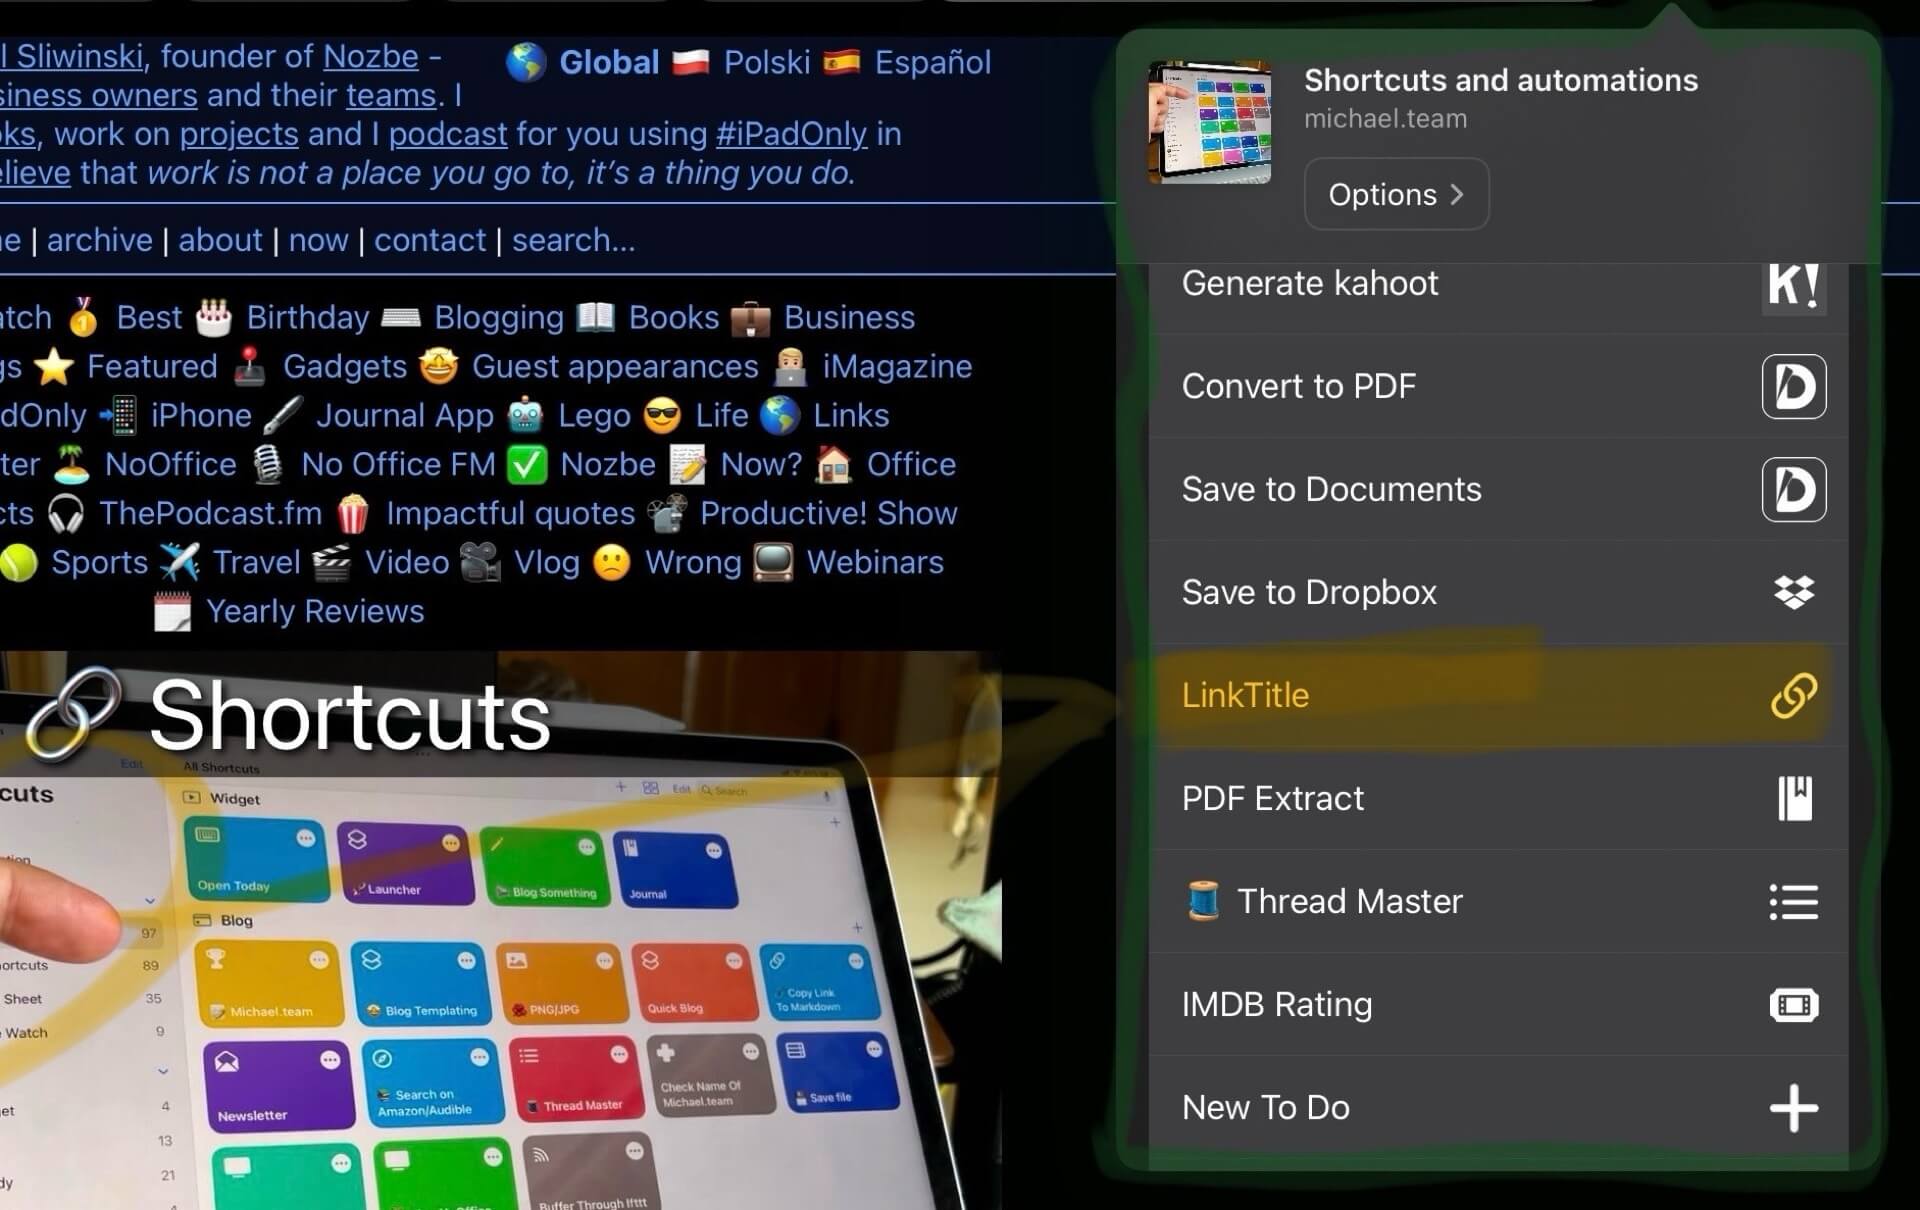 l Sliwinski, founder of Nozbe -
siness owners and their teams. I
oks, work on projects and I podcast for you using #iPadOnly in
elieve that work is not a place you go to, it's a thing you do.
Global Polski Español
e | archive | about | now | contact | search...
atch Best Birthday Blogging Books Business
gs Featured Gadgets Guest appearances iMagazine
dOnly iPhone Journal App Lego Life Links
ter NoOffice No Office FM Nozbe Now? Office
cts ThePodcast.fm Impactful quotes Productive! Show
Sports Travel Video Vlog Wrong Webinars
Yearly Reviews
Shortcuts
Edit
All Shortcuts
Edit Search
cuts
Widget
Open Today
Launcher
Blog Something
Journal
Blog
97
ortcuts 89
Sheet 35
Watch 9
4
13
21
Michael.team
Blog Templating
PNG/JPG
Quick Blog
Copy Link
To Markdown
Newsletter
Search on
Amazon/Audible
Thread Master
Check Name Of
Michael.team
Save file
Buffer Through Ifttt
Shortcuts and automations
michael.team
Options >
Generate kahoot K!
Convert to PDF
Save to Documents
Save to Dropbox
LinkTitle
PDF Extract
Thread Master
IMDB Rating
New To Do